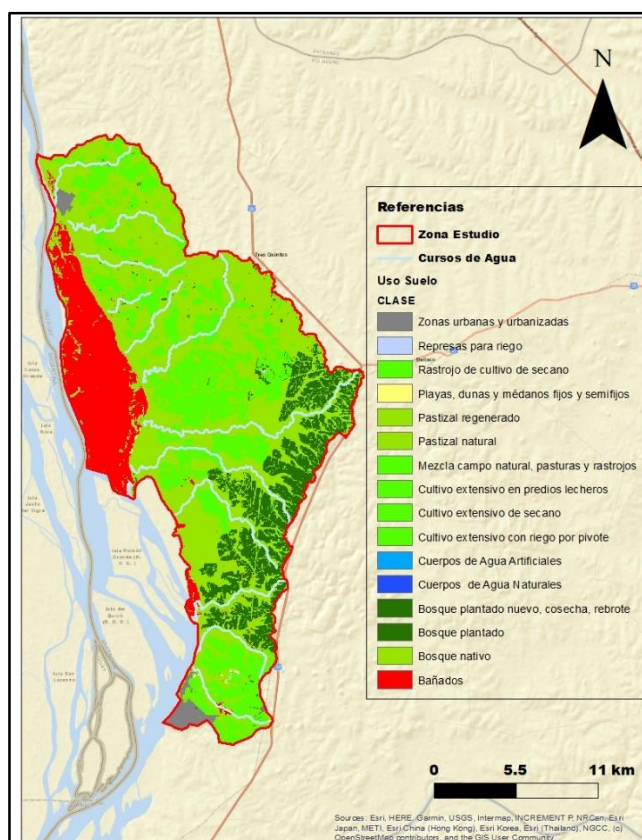 PAYSANDU
RIO NEGRO
N
Tres Quintas
Referencias
Zona Estudio
Cursos de Agua
Uso Suelo
CLASE
Zonas urbanas y urbanizadas
Represas para riego
Rastrojo de cultivo de secano
Playas, dunas y médanos fijos y semifijos
Pastizal regenerado
Pastizal natural
Mezcla campo natural, pasturas y rastrojos
Cultivo extensivo en predios lecheros
Cultivo extensivo de secano
Cultivo extensivo con riego por pivote
Cuerpos de Agua Artificiales
Cuerpos de Agua Naturales
Bosque plantado nuevo, cosecha, rebrote
Bosque plantado
Bosque nativo
Bañados
0 5.5 11 km
Sources: Esri, HERE, Garmin, USGS, Intermap, INCREMENT P, NRCan, Esri
Japan, METI, Esri China (Hong Kong), Esri Korea, Esri (Thailand), NGCC, (c)
OpenStreetMap contributors, and the GIS User Community